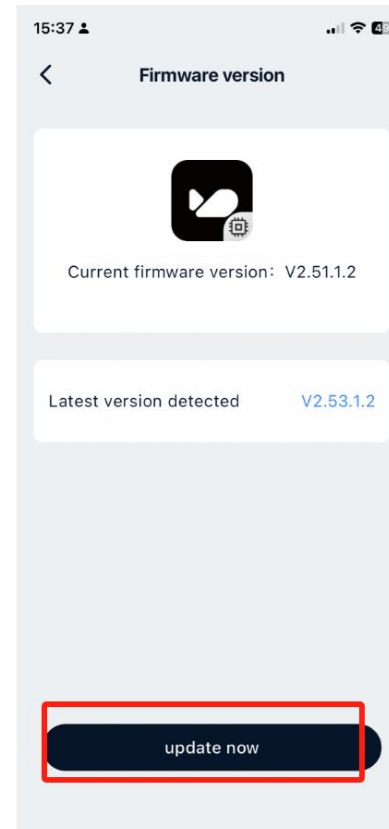 15:37
Firmware version
Current firmware version: V2.51.1.2
Latest version detected V2.53.1.2
update now